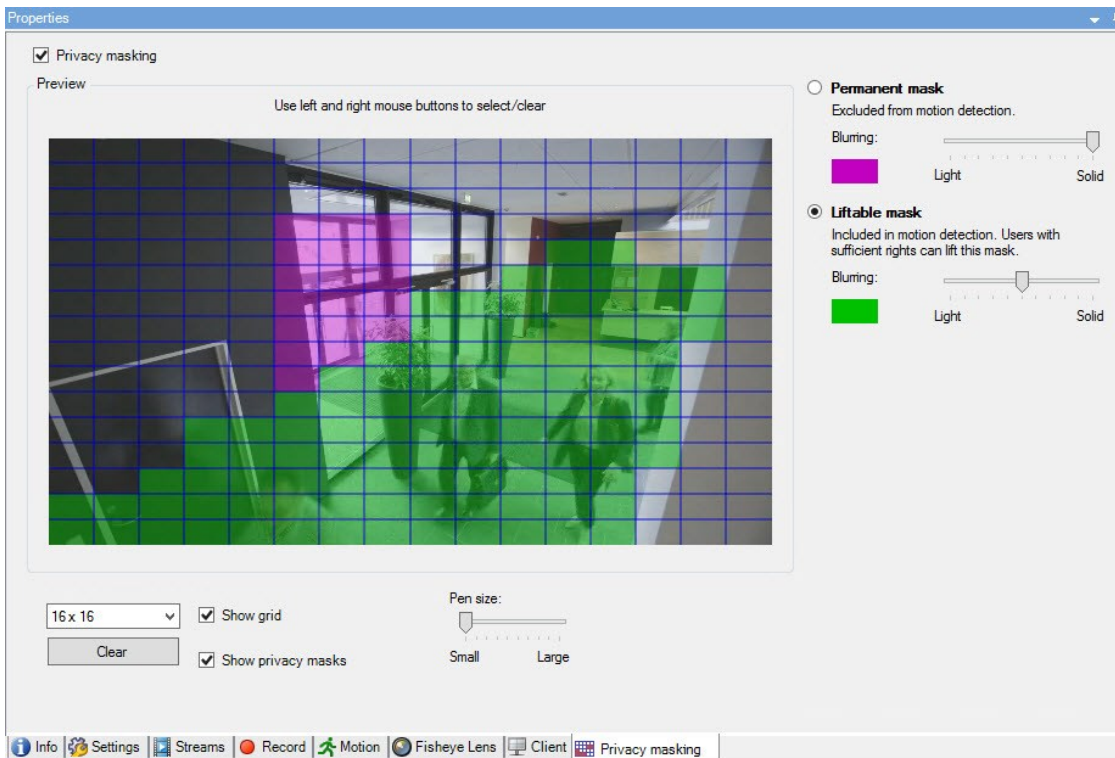 Properties
Privacy masking
Preview
Use left and right mouse buttons to select/clear
Permanent mask
Excluded from motion detection.
Blurring:
Light Solid
Liftable mask
Included in motion detection. Users with
sufficient rights can lift this mask.
Blurring:
Light Solid
16 x 16
Show grid
Pen size:
Clear
Show privacy masks
Small Large
Info Settings Streams Record Motion Fisheye Lens Client Privacy masking